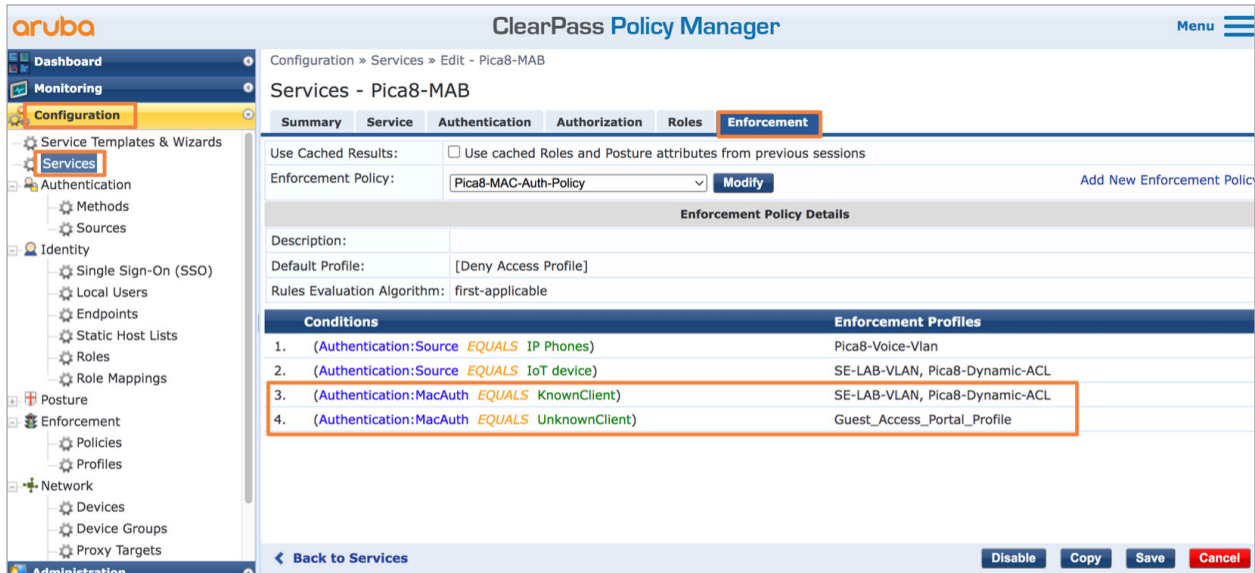 aruba
ClearPass Policy Manager
Menu
Dashboard
Monitoring
Configuration
Service Templates & Wizards
Services
Authentication
Methods
Sources
Identity
Single Sign-On (SSO)
Local Users
Endpoints
Static Host Lists
Roles
Role Mappings
Posture
Enforcement
Policies
Profiles
Network
Devices
Device Groups
Proxy Targets
Administration
Configuration » Services » Edit - Pica8-MAB
Services - Pica8-MAB
Summary Service Authentication Authorization Roles Enforcement
Use Cached Results: Use cached Roles and Posture attributes from previous sessions
Enforcement Policy: Pica8-MAC-Auth-Policy Modify Add New Enforcement Policy
Enforcement Policy Details
Description:
Default Profile: [Deny Access Profile]
Rules Evaluation Algorithm: first-applicable
Conditions Enforcement Profiles
1. (Authentication:Source EQUALS IP Phones) Pica8-Voice-Vlan
2. (Authentication:Source EQUALS IoT device) SE-LAB-VLAN, Pica8-Dynamic-ACL
3. (Authentication:MacAuth EQUALS KnownClient) SE-LAB-VLAN, Pica8-Dynamic-ACL
4. (Authentication:MacAuth EQUALS UnknownClient) Guest_Access_Portal_Profile
Back to Services Disable Copy Save Cancel